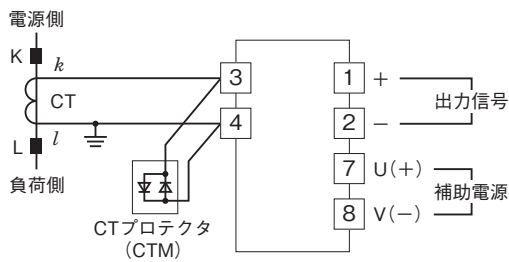 電源側
K
k
CT
l
L
負荷側
3
4
CTプロテクタ
(CTM)
1 +
2 −
出力信号
7 U(+)
8 V(−)
補助電源